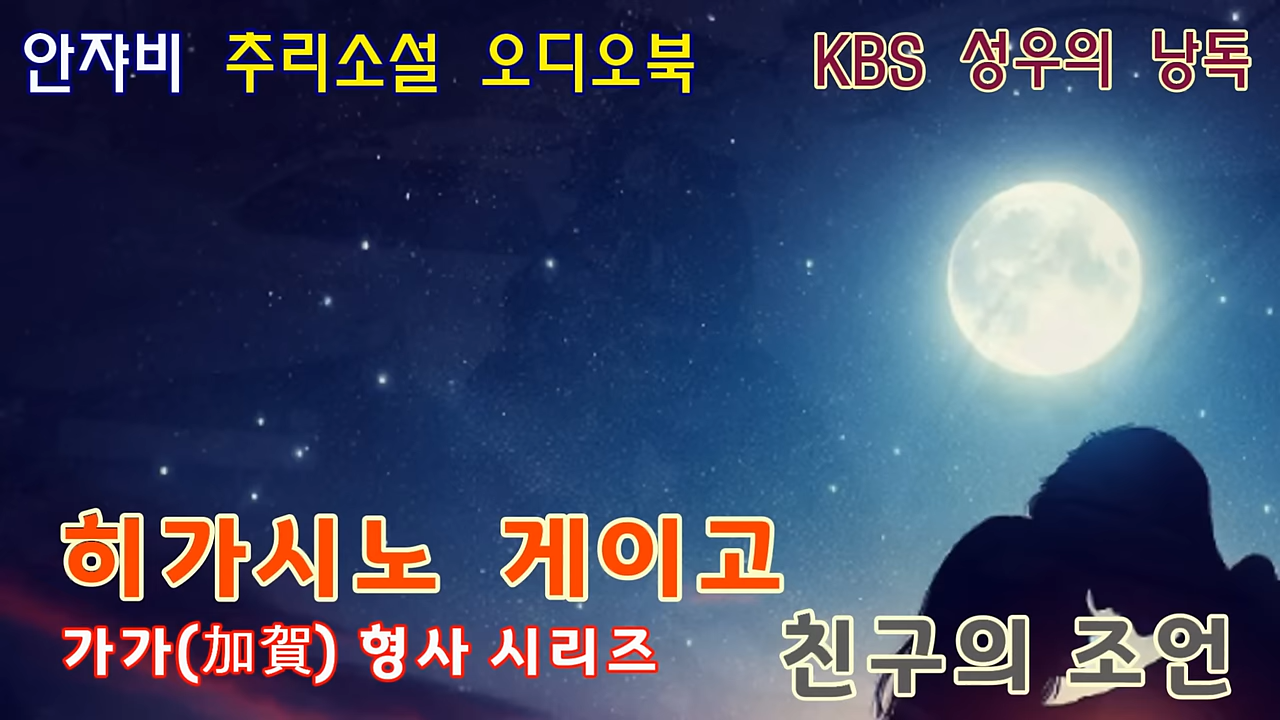 안쟈비 추리소설 오디오북 KBS 성우의 낭독
히가시노 게이고
가가(加賀) 형사 시리즈
친구의 조언